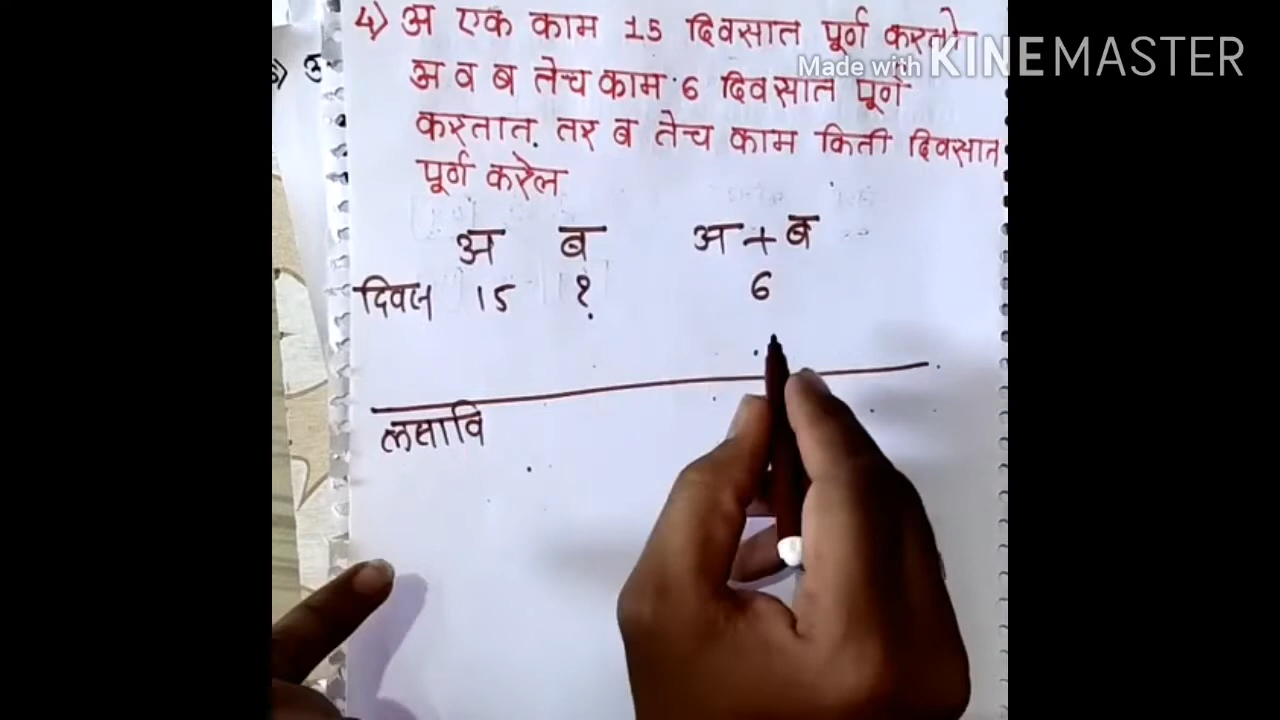 4) अ एक काम 15 दिवसात पूर्ण करतो
Made with KINEMASTER
अ व ब तेच काम 6 दिवसात पूर्ण
करतात. तर ब तेच काम किती दिवसात
पूर्ण करेल
अ ब अ + ब
दिवस 15 ? 6
लसावि